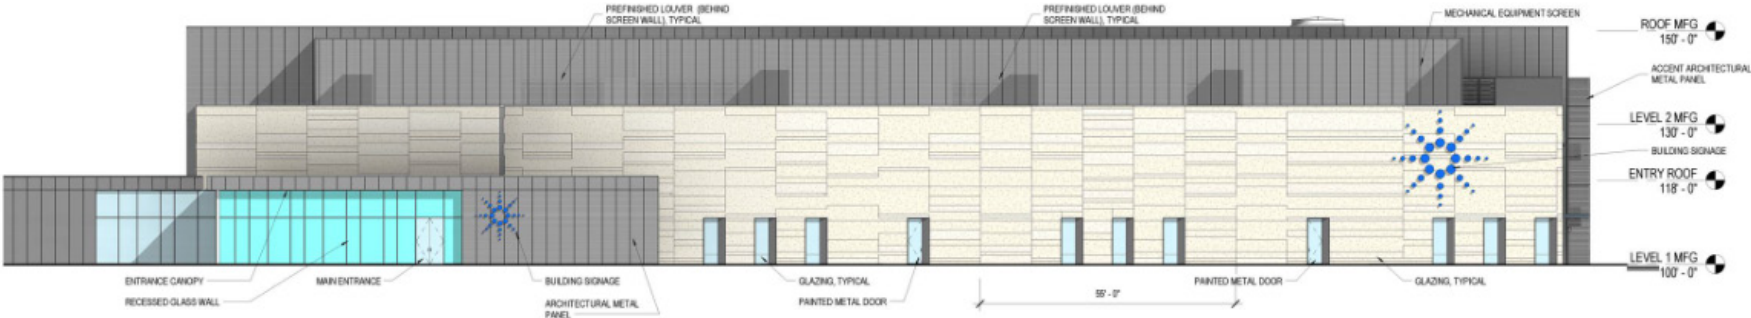 PREFINISHED LOUVER (BEHIND
SCREEN WALL), TYPICAL
PREFINISHED LOUVER (BEHIND
SCREEN WALL), TYPICAL
MECHANICAL EQUIPMENT SCREEN
ROOF MFG
150' - 0"
ACCENT ARCHITECTURAL
METAL PANEL
LEVEL 2 MFG
130' - 0"
BUILDING SIGNAGE
ENTRY ROOF
118' - 0"
LEVEL 1 MFG
100' - 0"
ENTRANCE CANOPY
MAIN ENTRANCE
BUILDING SIGNAGE
GLAZING, TYPICAL
PAINTED METAL DOOR
GLAZING, TYPICAL
RECESSED GLASS WALL
ARCHITECTURAL METAL
PANEL
PAINTED METAL DOOR
55' - 0"